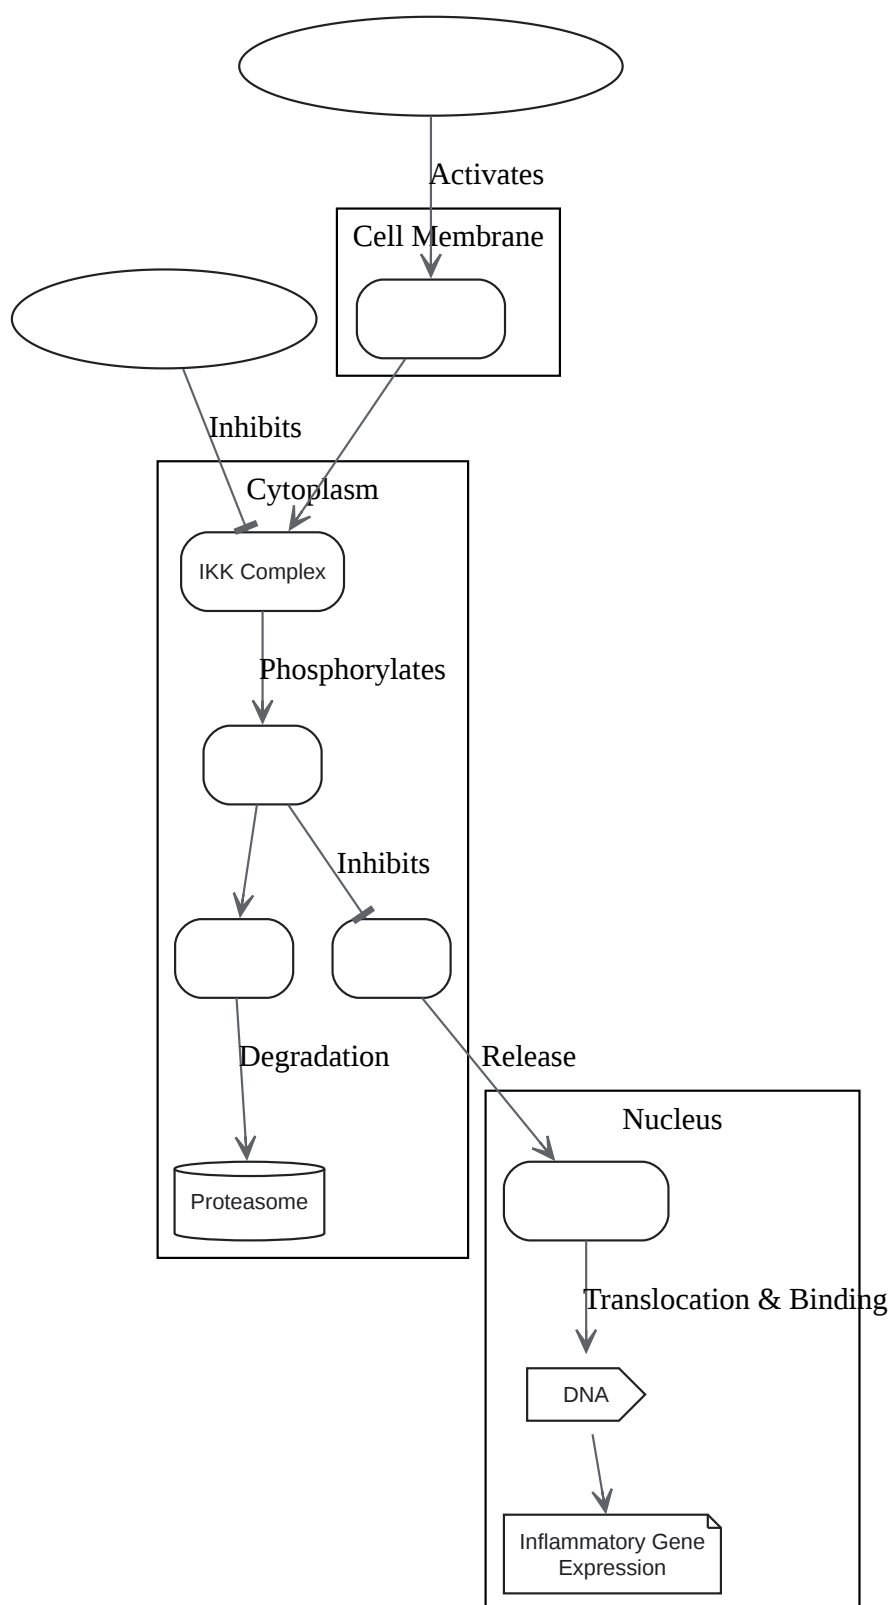 Activates
Cell Membrane
Inhibits
Cytoplasm
IKK Complex
Phosphorylates
Inhibits
Degradation
Release
Nucleus
Proteasome
Translocation & Binding
DNA
Inflammatory Gene
Expression